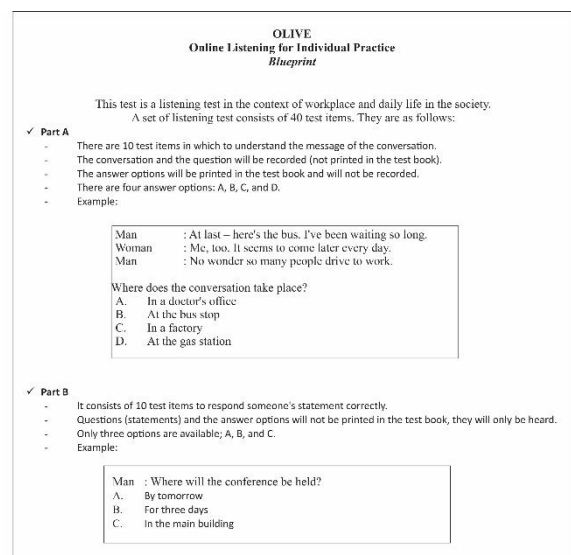 OLIVE
Online Listening for Individual Practice
Blueprint
This test is a listening test in the context of workplace and daily life in the society.
A set of listening test consists of 40 test items. They are as follows:
✓ Part A
- There are 10 test items in which to understand the message of the conversation.
- The conversation and the question will be recorded (not printed in the test book).
- The answer options will be printed in the test book and will not be recorded.
- There are four answer options: A, B, C, and D.
- Example:
Man : At last – here's the bus. I've been waiting so long.
Woman : Me, too. It seems to come later every day.
Man : No wonder so many people drive to work.
Where does the conversation take place?
A. In a doctor's office
B. At the bus stop
C. In a factory
D. At the gas station
✓ Part B
- It consists of 10 test items to respond someone's statement correctly.
- Questions (statements) and the answer options will not be printed in the test book, they will only be heard.
- Only three options are available; A, B, and C.
- Example:
Man : Where will the conference be held?
A. By tomorrow
B. For three days
C. In the main building